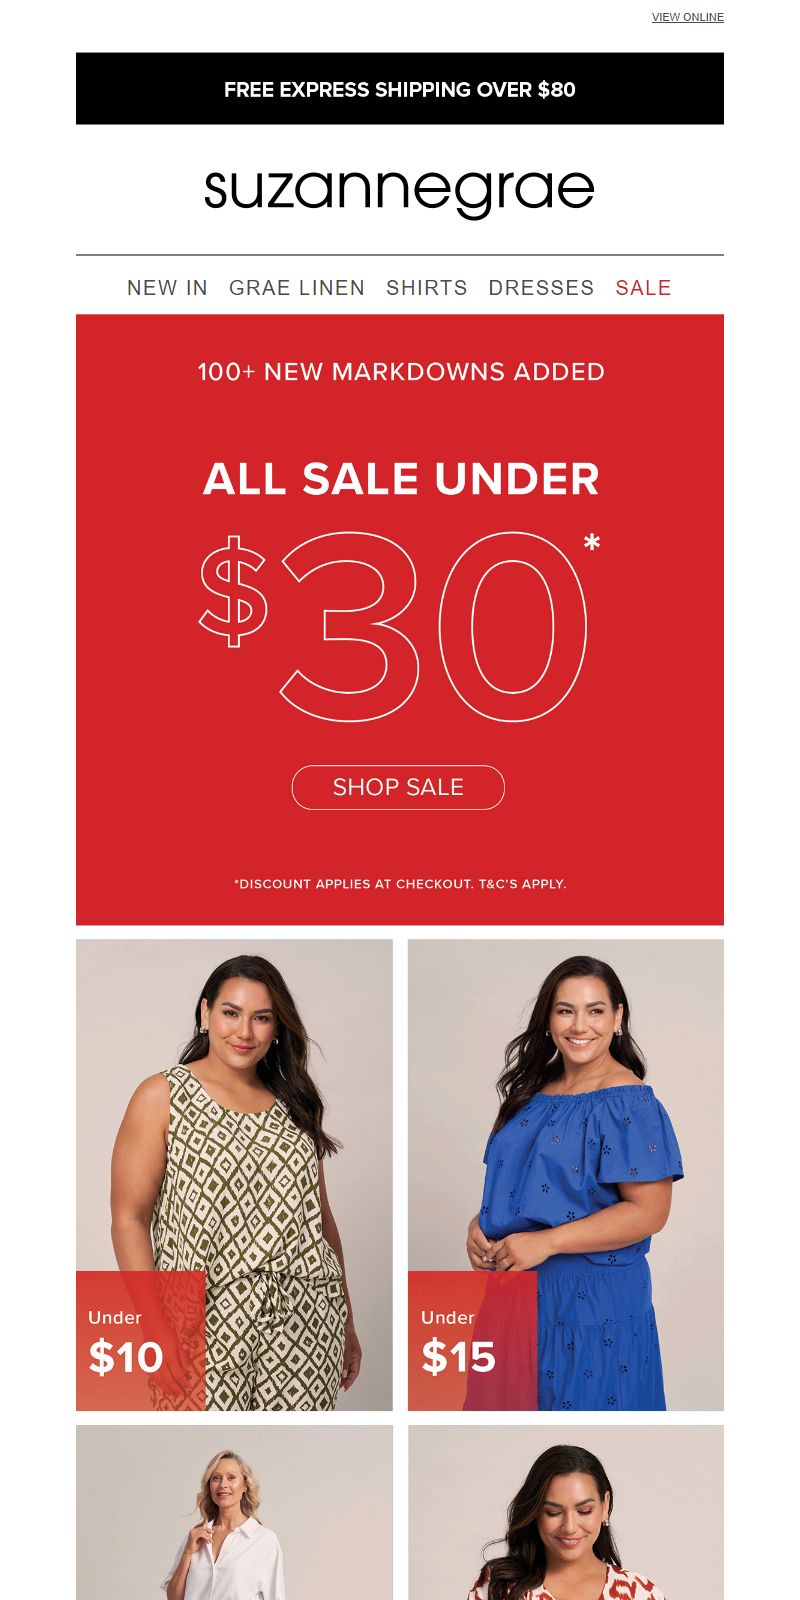 VIEW ONLINE
FREE EXPRESS SHIPPING OVER $80
suzannegrae
NEW IN GRAE LINEN SHIRTS DRESSES SALE
100+ NEW MARKDOWNS ADDED
ALL SALE UNDER
$30*
SHOP SALE
*DISCOUNT APPLIES AT CHECKOUT. T&C'S APPLY.
Under
$10
Under
$15